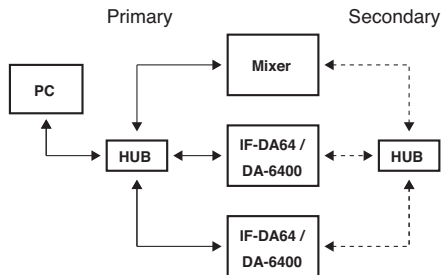 Primary
Secondary
Mixer
PC
HUB
IF-DA64 /
DA-6400
HUB
IF-DA64 /
DA-6400